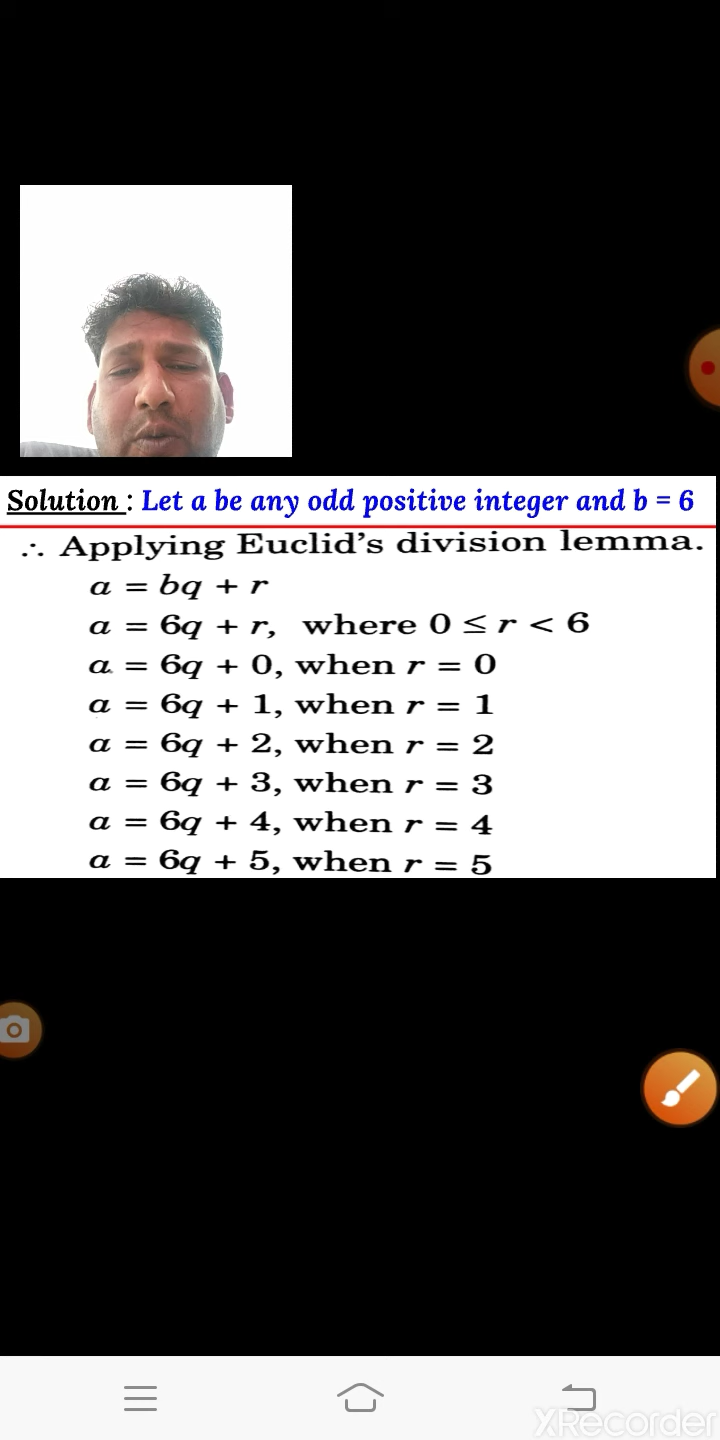 Solution : Let a be any odd positive integer and b = 6
∴ Applying Euclid's division lemma.
a = bq + r
a = 6q + r, where 0 ≤ r < 6
a = 6q + 0, when r = 0
a = 6q + 1, when r = 1
a = 6q + 2, when r = 2
a = 6q + 3, when r = 3
a = 6q + 4, when r = 4
a = 6q + 5, when r = 5
XRecorder